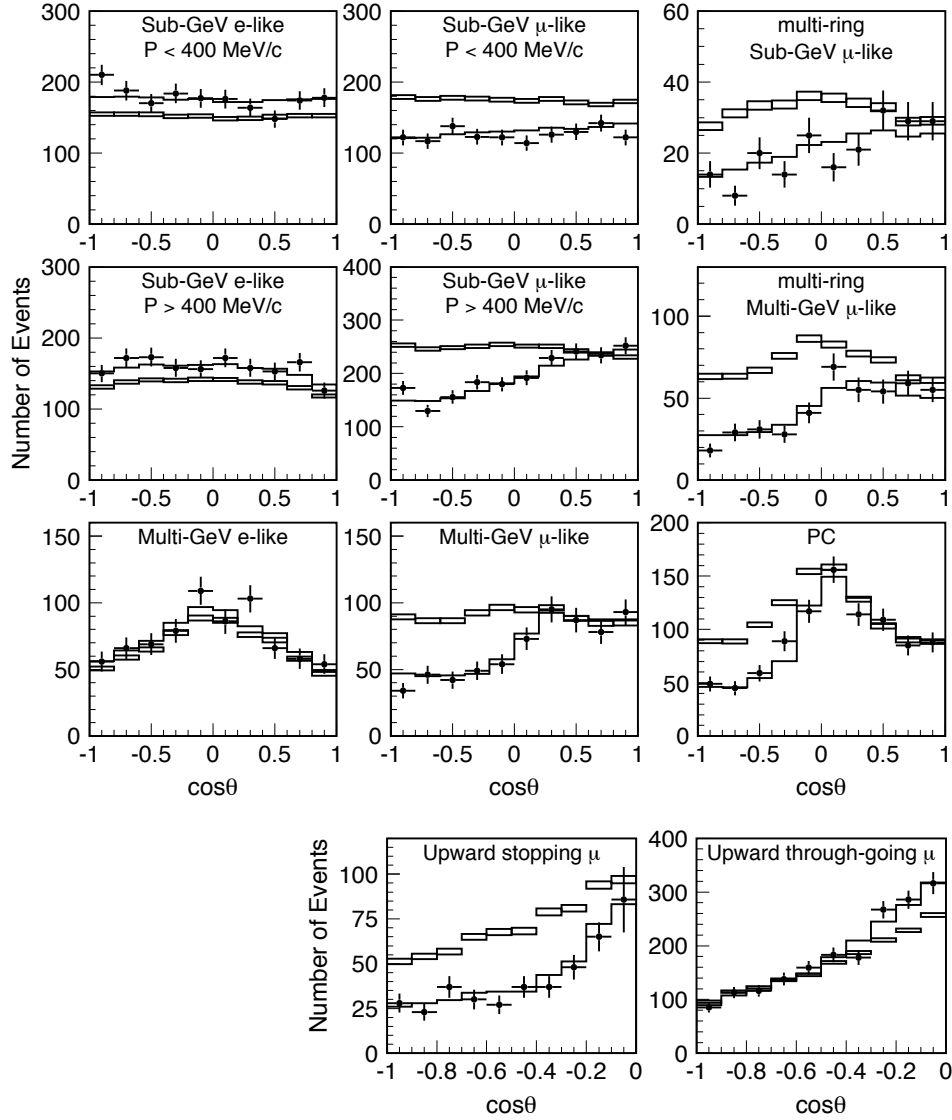 Sub-GeV e-like
P < 400 MeV/c
Sub-GeV μ-like
P < 400 MeV/c
multi-ring
Sub-GeV μ-like
300
200
100
0
300
200
100
0
60
40
20
0
-1 -0.5 0 0.5 1
-1 -0.5 0 0.5 1
-1 -0.5 0 0.5 1
Number of Events
Sub-GeV e-like
P > 400 MeV/c
Sub-GeV μ-like
P > 400 MeV/c
multi-ring
Multi-GeV μ-like
300
200
100
0
400
300
200
100
0
100
50
0
-1 -0.5 0 0.5 1
-1 -0.5 0 0.5 1
-1 -0.5 0 0.5 1
Multi-GeV e-like
Multi-GeV μ-like
PC
150
100
50
0
150
100
50
0
200
150
100
50
0
-1 -0.5 0 0.5 1
-1 -0.5 0 0.5 1
-1 -0.5 0 0.5 1
cosθ
cosθ
cosθ
Number of Events
Upward stopping μ
Upward through-going μ
100
75
50
25
0
400
300
200
100
0
-1 -0.8 -0.6 -0.4 -0.2 0
-1 -0.8 -0.6 -0.4 -0.2 0
cosθ
cosθ